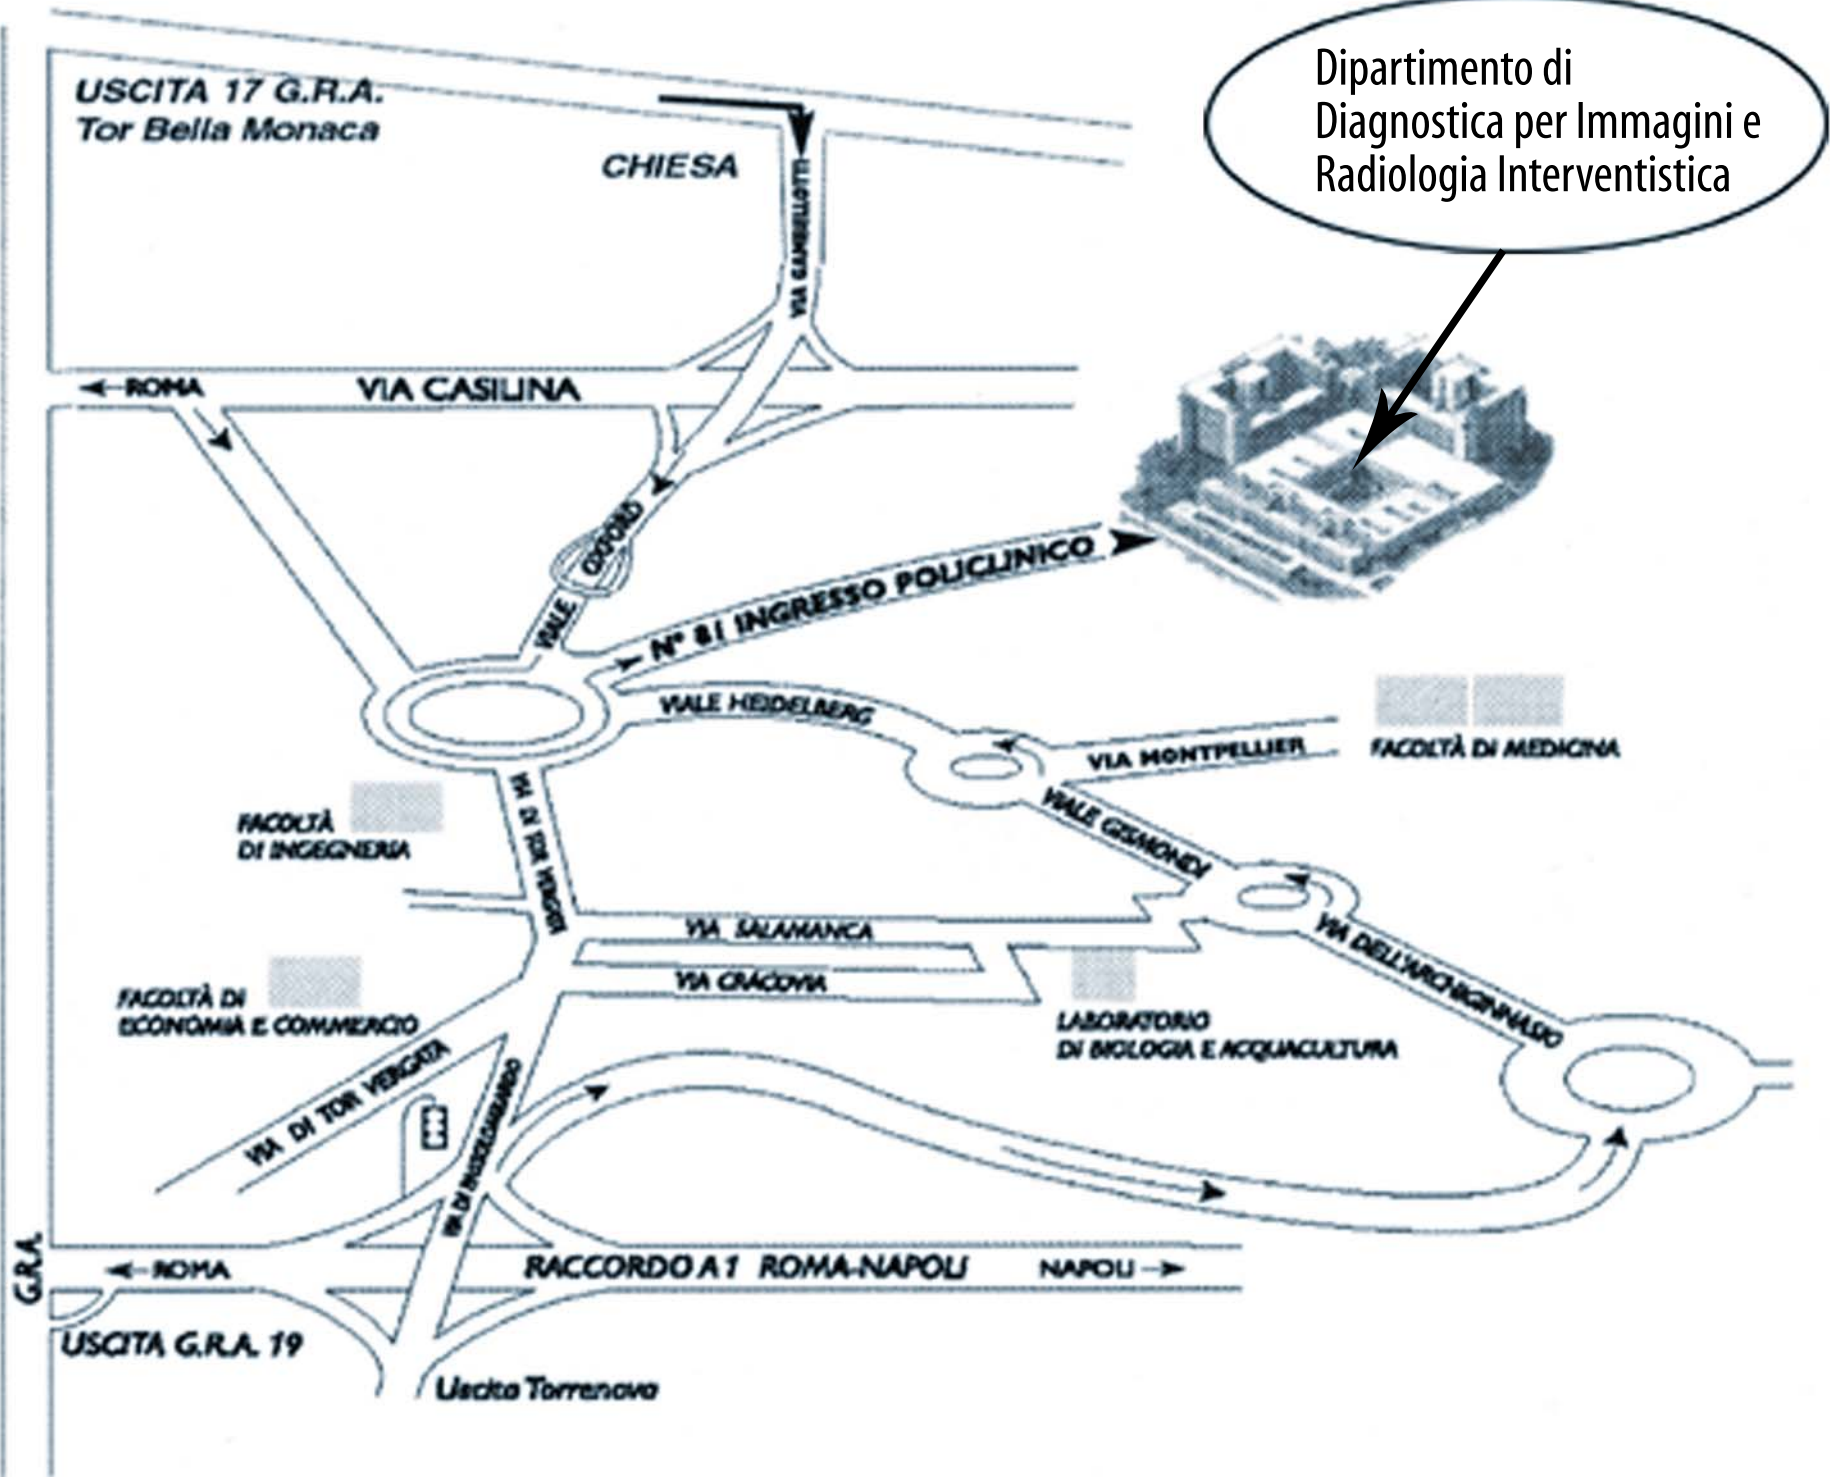 Dipartimento di
Diagnostica per Immagini e
Radiologia Interventistica
USCITA 17 G.R.A.
Tor Bella Monaca
CHIESA
VIA GAMBELLOTTI
ROMA
VIA CASILINA
VIALE OXFORD
N° 81 INGRESSO POLICLINICO
VIALE HEIDELBERG
VIA MONTPELLIER
FACOLTÀ DI MEDICINA
VIALE GISMONDI
FACOLTÀ
DI INGEGNERIA
VIA DI TOR VERGATA
VIA SALAMANCA
VIA DELL'ARCHIGINNASIO
VIA CRACOVIA
FACOLTÀ DI
ECONOMIA E COMMERCIO
LABORATORIO
DI BIOLOGIA E ACQUACULTURA
VIA DI TOR VERGATA
VIA DI PASSOLOMBARDO
G.R.A.
ROMA
RACCORDO A1 ROMA-NAPOLI
NAPOLI
USCITA G.R.A. 19
Uscita Torrenova